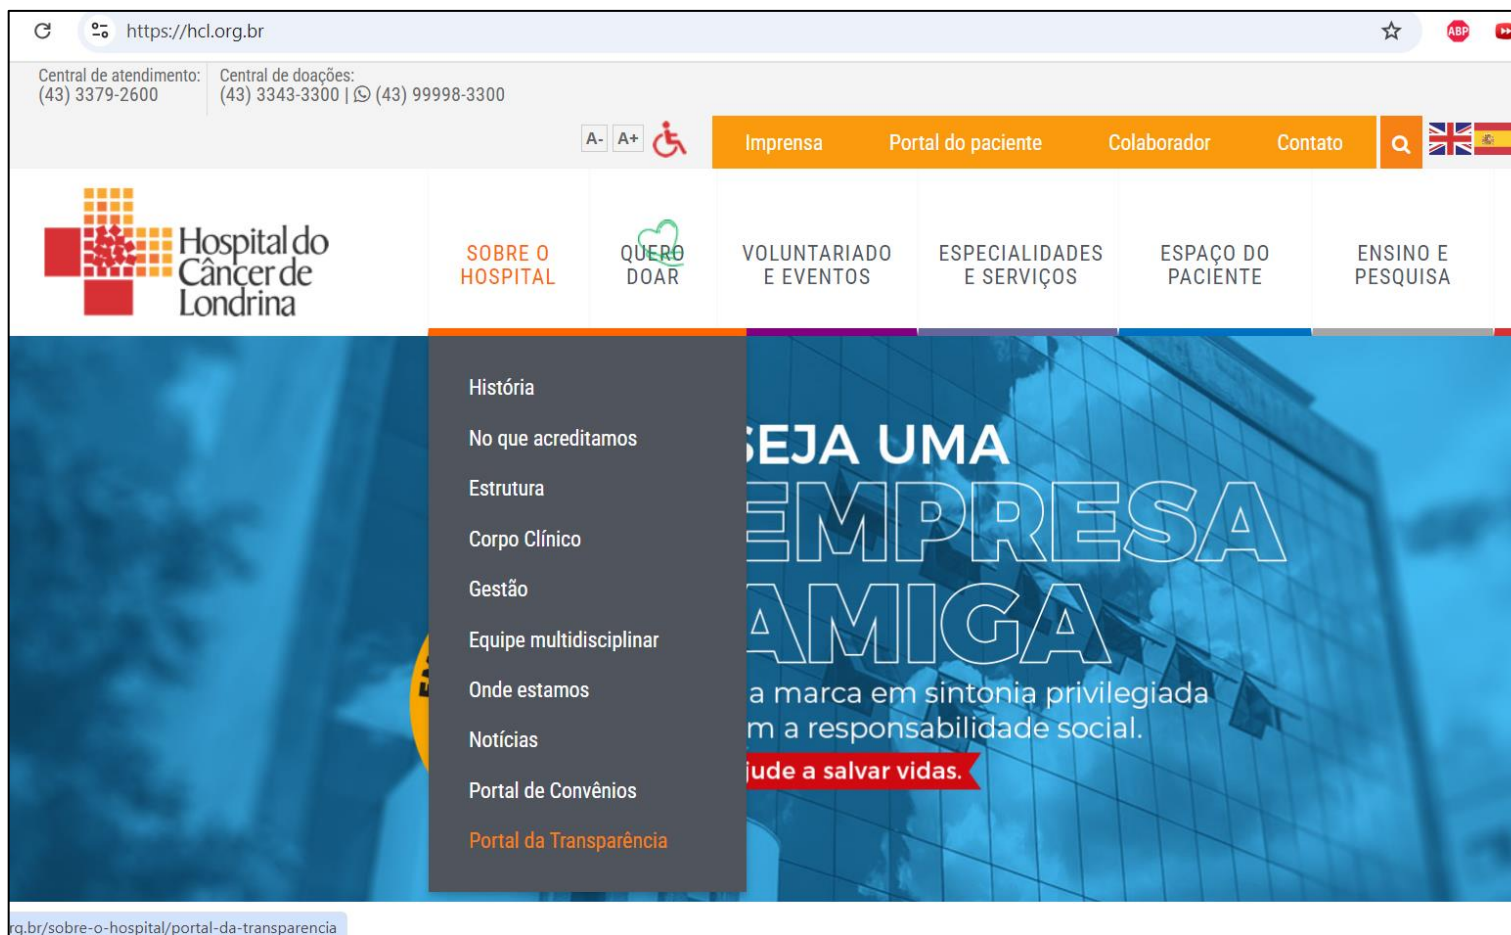 https://hcl.org.br
ABP
Central de atendimento:
(43) 3379-2600
Central de doações:
(43) 3343-3300 | (43) 99998-3300
A- A+
Imprensa Portal do paciente Colaborador Contato
Hospital do
Câncer de
Londrina
SOBRE O
HOSPITAL
QUERO
DOAR
VOLUNTARIADO
E EVENTOS
ESPECIALIDADES
E SERVIÇOS
ESPAÇO DO
PACIENTE
ENSINO E
PESQUISA
História
No que acreditamos
Estrutura
Corpo Clínico
Gestão
Equipe multidisciplinar
Onde estamos
Notícias
Portal de Convênios
Portal da Transparência
SEJA UMA
EMPRESA
AMIGA
a marca em sintonia privilegiada
m a responsabilidade social.
jude a salvar vidas.
rg.br/sobre-o-hospital/portal-da-transparencia